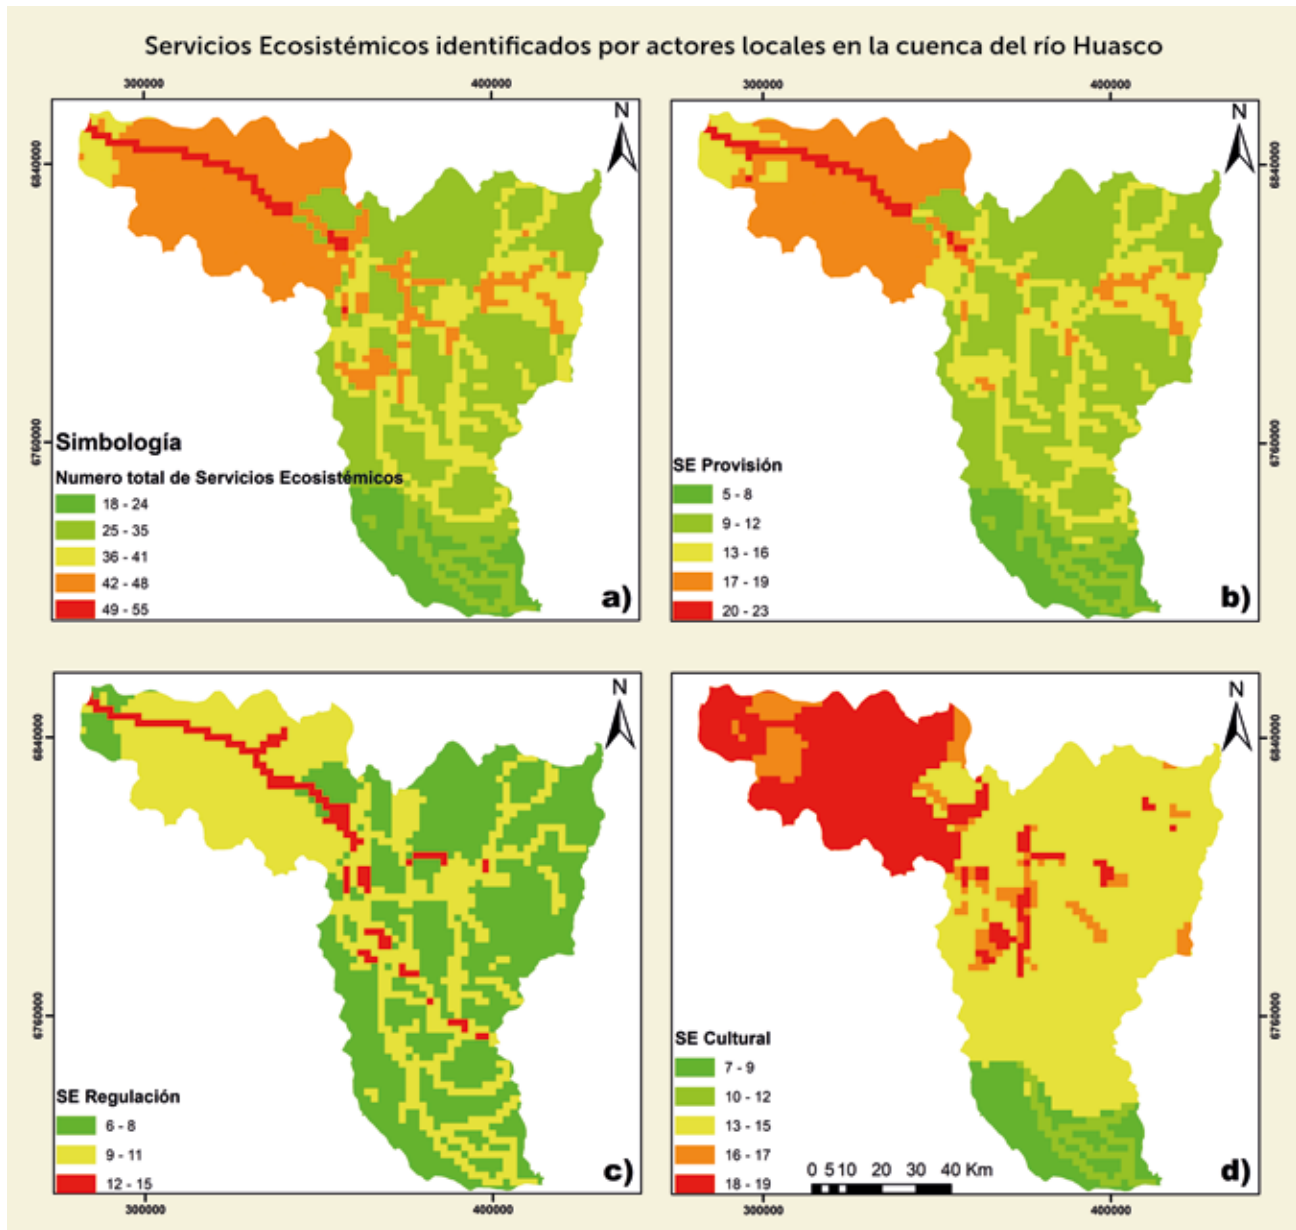 Servicios Ecosistémicos identificados por actores locales en la cuenca del río Huasco
300000 400000 300000 400000
N N
6840000 6840000
6760000 6760000
Simbología
Numero total de Servicios Ecosistémicos
18 - 24
25 - 35
36 - 41
42 - 48
49 - 55
a)
SE Provisión
5 - 8
9 - 12
13 - 16
17 - 19
20 - 23
b)
N N
6840000 6840000
6760000 6760000
SE Regulación
6 - 8
9 - 11
12 - 15
c)
SE Cultural
7 - 9
10 - 12
13 - 15
16 - 17
18 - 19
0 5 10 20 30 40 Km
d)
300000 400000 300000 400000